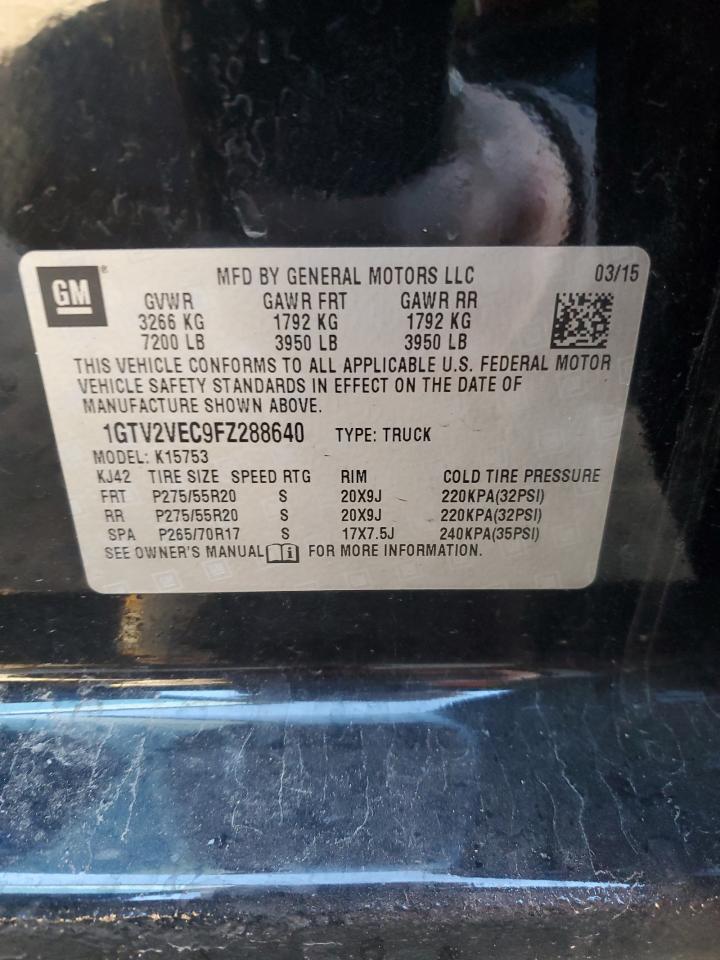 GM ® MFD BY GENERAL MOTORS LLC 03/15
GVWR GAWR FRT GAWR RR
3266 KG 1792 KG 1792 KG
7200 LB 3950 LB 3950 LB
THIS VEHICLE CONFORMS TO ALL APPLICABLE U.S. FEDERAL MOTOR
VEHICLE SAFETY STANDARDS IN EFFECT ON THE DATE OF
MANUFACTURE SHOWN ABOVE.
1GTV2VEC9FZ288640 TYPE: TRUCK
MODEL: K15753
KJ42 TIRE SIZE SPEED RTG RIM COLD TIRE PRESSURE
FRT P275/55R20 S 20X9J 220KPA(32PSI)
RR P275/55R20 S 20X9J 220KPA(32PSI)
SPA P265/70R17 S 17X7.5J 240KPA(35PSI)
SEE OWNER'S MANUAL i FOR MORE INFORMATION.